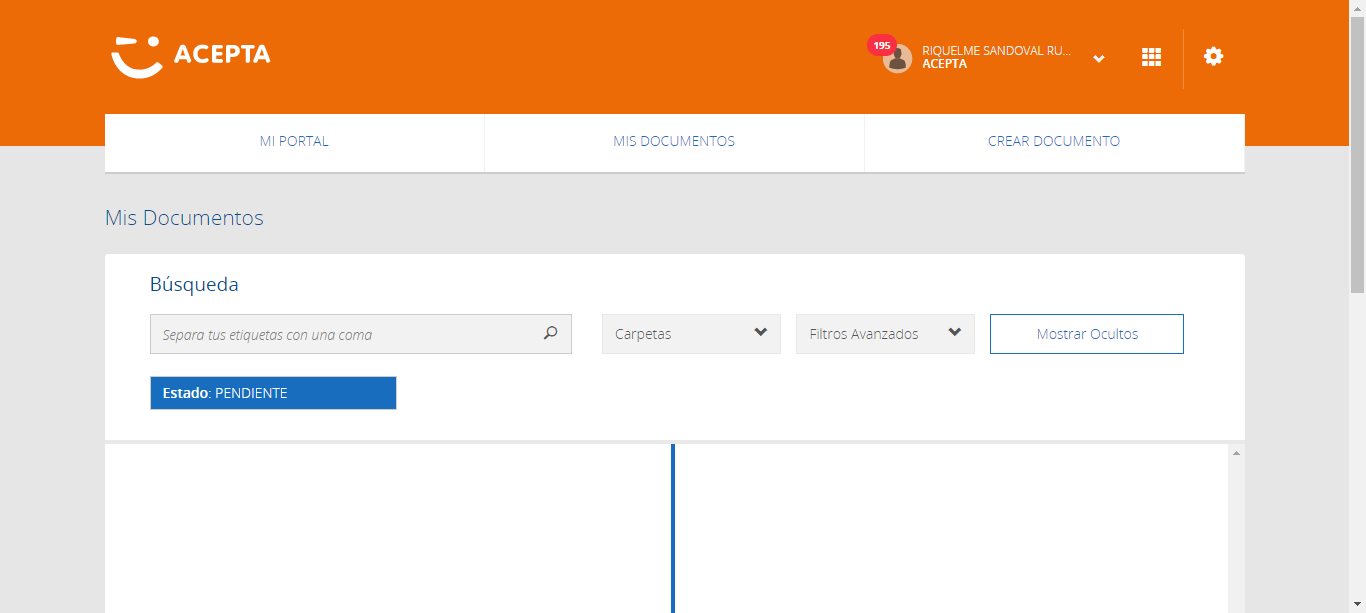 ACEPTA
195
RIQUELME SANDOVAL RU...
ACEPTA
MI PORTAL
MIS DOCUMENTOS
CREAR DOCUMENTO
Mis Documentos
Búsqueda
Separa tus etiquetas con una coma
Carpetas
Filtros Avanzados
Mostrar Ocultos
Estado: PENDIENTE